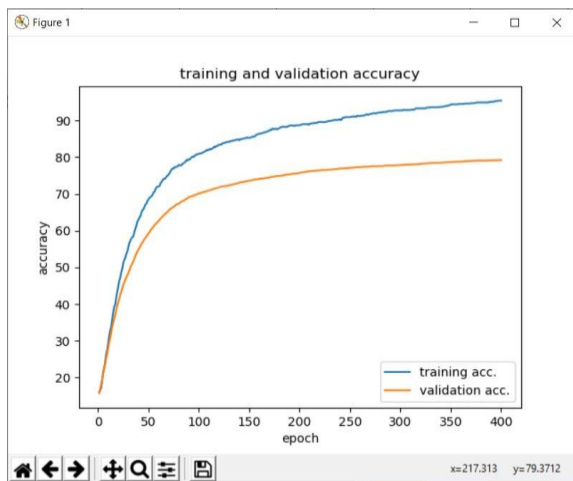 Figure 1
training and validation accuracy
90
80
70
60
50
40
30
20
accuracy
training acc.
validation acc.
0 50 100 150 200 250 300 350 400
epoch
x=217.313 y=79.3712